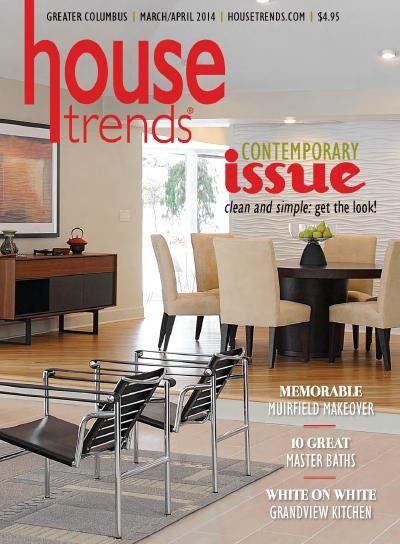 GREATER COLUMBUS | MARCH/APRIL 2014 | HOUSETRENDS.COM | $4.95
house
trends®
CONTEMPORARY
issue
clean and simple: get the look!
MEMORABLE
MUIRFIELD MAKEOVER
10 GREAT
MASTER BATHS
WHITE ON WHITE
GRANDVIEW KITCHEN